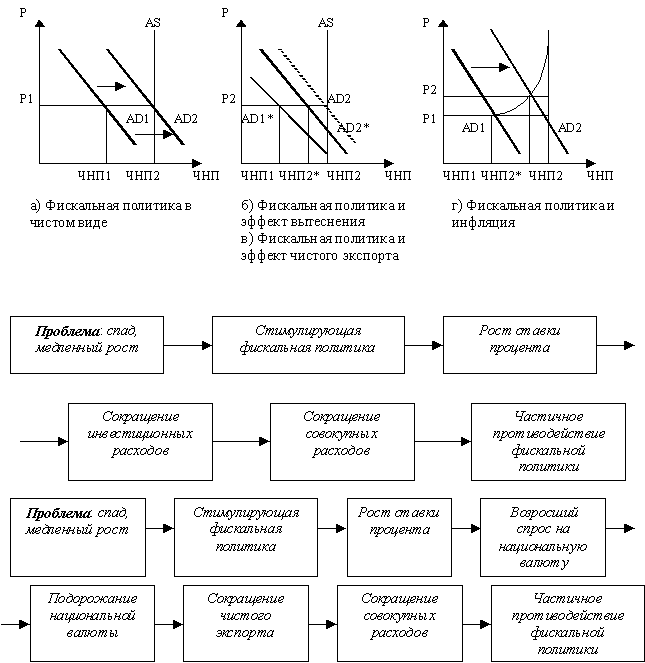 P
AS
P
AS
P
P1
AD1
AD2
P2
AD1*
AD2
AD2*
P2
P1
AD1
AD2
ЧНП1
ЧНП2
ЧНП
ЧНП1
ЧНП2*
ЧНП2
ЧНП
ЧНП1
ЧНП2*
ЧНП2
ЧНП
а) Фискальная политика в
чистом виде
б) Фискальная политика и
эффект вытеснения
в) Фискальная политика и
эффект чистого экспорта
г) Фискальная политика и
инфляция
Проблема: спад,
медленный рост
Стимулирующая
фискальная политика
Рост ставки
процента
Сокращение
инвестиционных
расходов
Сокращение
совокупных
расходов
Частичное
противодействие
фискальной
политики
Проблема: спад,
медленный рост
Стимулирующая
фискальная
политика
Рост ставки
процента
Возросший
спрос на
национальную
валюту
Подорожание
национальной
валюты
Сокращение
чистого
экспорта
Сокращение
совокупных
расходов
Частичное
противодействие
фискальной
политики